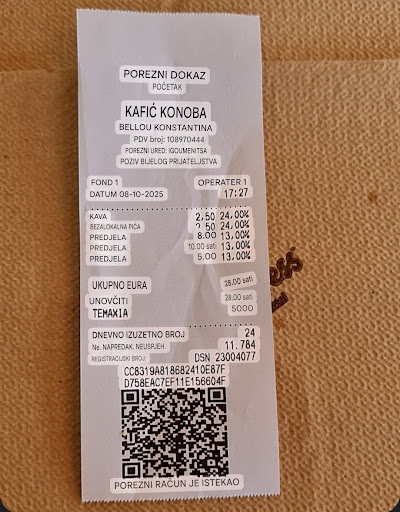 POREZNI DOKAZ
POČETAK
KAFIĆ KONOBA
BELLOU KONSTANTINA
PDV broj: 108970444
POREZNI URED: IGOUMENITSA
POZIV BIJELOG PRIJATELJSTVA
FOND 1 OPERATER 1
DATUM 08-10-2025 17:27
KAVA 2,50 24,00%
BEZALOKALNA PIĆA 2 50 24,00%
PREDJELA 8.00 13,00%
PREDJELA 10.00 sati 13,00%
PREDJELA 5.00 13,00%
UKUPNO EURA 28.00 sati
UNOVČITI 28.00 sati
TEMAXIA 5000
DNEVNO IZUZETNO BROJ 24
Ne. NAPREDAK. NEUSPJEH. 11.784
REGISTRACIJSKI BROJ: DSN 23004077
CC8319A818682410E87F
D758EAC7EF11E156604F
POREZNI RAČUN JE ISTEKAO